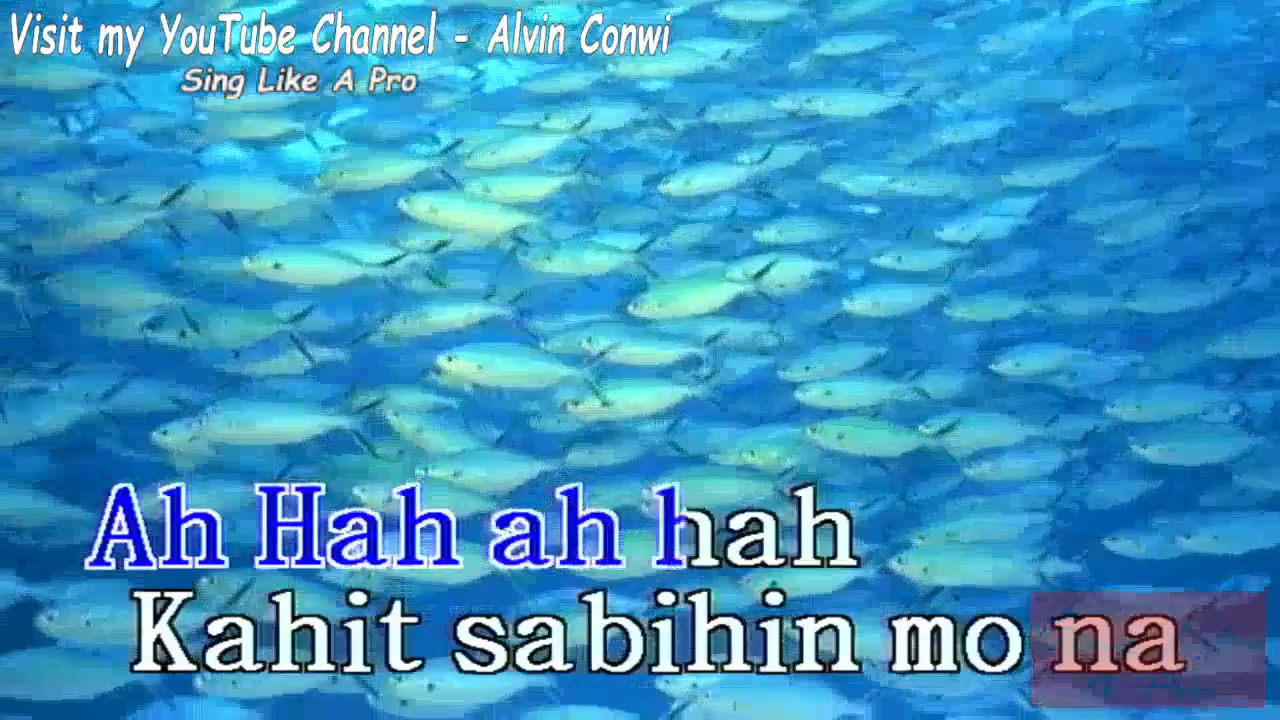 Visit my YouTube Channel - Alvin Conwi
Sing Like A Pro
Ah Hah ah hah
Kahit sabihin mo na